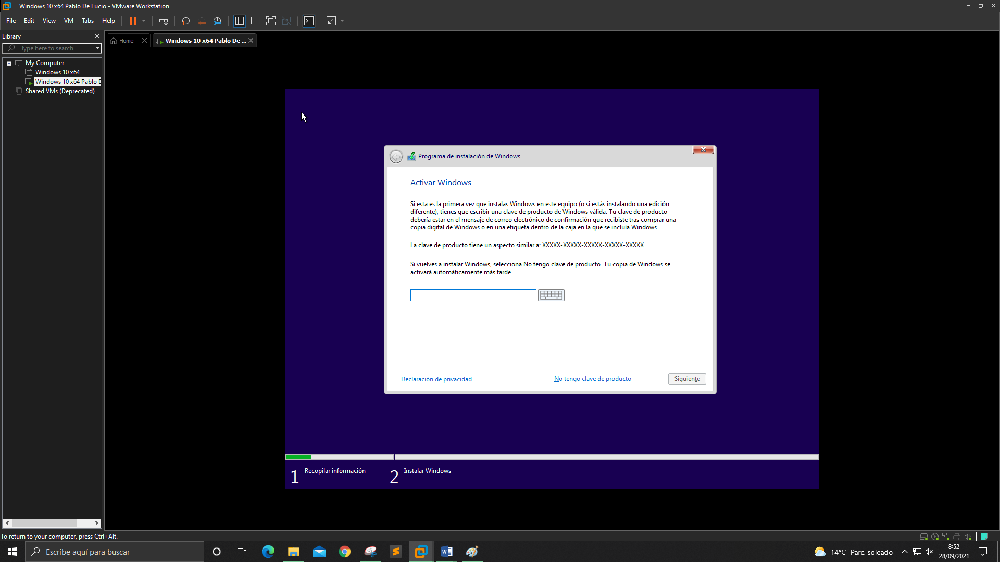 Windows 10 x64 Pablo De Lucio - VMware Workstation
File Edit View VM Tabs Help
Library
Type here to search
My Computer
Windows 10 x64
Windows 10 x64 Pablo D
Shared VMs (Deprecated)
Home
Windows 10 x64 Pablo De ...
Programa de instalación de Windows
Activar Windows
Si esta es la primera vez que instalas Windows en este equipo (o si estás instalando una edición
diferente), tienes que escribir una clave de producto de Windows válida. Tu clave de producto
debería estar en el mensaje de correo electrónico de confirmación que recibiste tras comprar una
copia digital de Windows o en una etiqueta dentro de la caja en la que se incluía Windows.
La clave de producto tiene un aspecto similar a: XXXXX-XXXXX-XXXXX-XXXXX-XXXXX
Si vuelves a instalar Windows, selecciona No tengo clave de producto. Tu copia de Windows se
activará automáticamente más tarde.
Declaración de privacidad
No tengo clave de producto
Siguiente
1 Recopilar información
2 Instalar Windows
To return to your computer, press Ctrl+Alt.
Escribe aquí para buscar
14°C Parc. soleado
8:52
28/09/2021